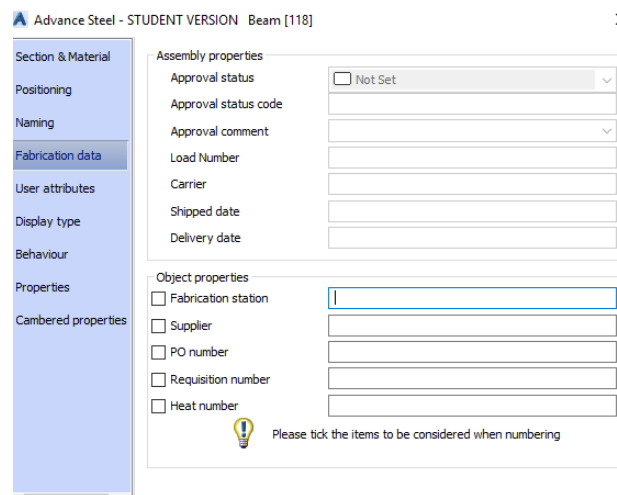 Advance Steel - STUDENT VERSION Beam [118]
Section & Material
Positioning
Naming
Fabrication data
User attributes
Display type
Behaviour
Properties
Cambered properties
Assembly properties
Approval status
Not Set
Approval status code
Approval comment
Load Number
Carrier
Shipped date
Delivery date
Object properties
Fabrication station
Supplier
PO number
Requisition number
Heat number
Please tick the items to be considered when numbering